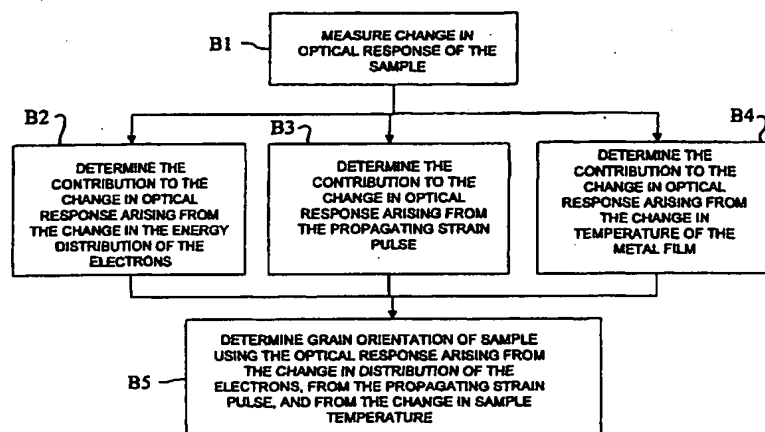 B1
MEASURE CHANGE IN
OPTICAL RESPONSE OF THE
SAMPLE
B2
DETERMINE THE
CONTRIBUTION TO THE
CHANGE IN OPTICAL
RESPONSE ARISING FROM
THE CHANGE IN THE ENERGY
DISTRIBUTION OF THE
ELECTRONS
B3
DETERMINE THE
CONTRIBUTION TO THE
CHANGE IN OPTICAL
RESPONSE ARISING FROM
THE PROPAGATING STRAIN
PULSE
B4
DETERMINE THE
CONTRIBUTION TO THE
CHANGE IN OPTICAL
RESPONSE ARISING FROM
THE CHANGE IN
TEMPERATURE OF THE
METAL FILM
B5
DETERMINE GRAIN ORIENTATION OF SAMPLE
USING THE OPTICAL RESPONSE ARISING FROM
THE CHANGE IN DISTRIBUTION OF THE
ELECTRONS, FROM THE PROPAGATING STRAIN
PULSE, AND FROM THE CHANGE IN SAMPLE
TEMPERATURE